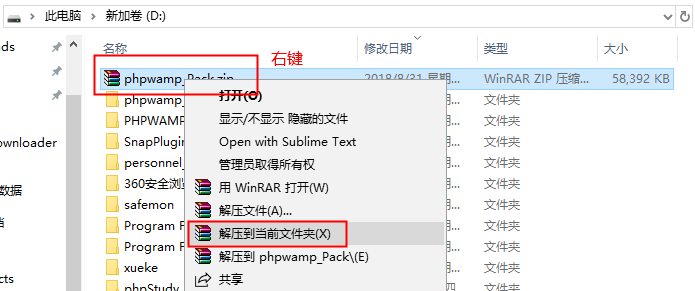 此电脑 › 新加卷 (D:) ›
ds
名称
右键
修改日期
类型
大小
phpwamp_Pack.zip
2018/8/31 星期...
WinRAR ZIP 压缩...
58,392 KB
打开(O)
phpwamp_
文件夹
显示/不显示 隐藏的文件
PHPWAMP
文件夹
Open with Sublime Text
SnapPlugin
文件夹
ownloader
管理员取得所有权
personnel_
文件夹
数据
用 WinRAR 打开(W)
360安全浏览
文件夹
解压文件(A)...
safemon
文件夹
Program F
解压到当前文件夹(X)
文件夹
Program F
解压到 phpwamp_Pack\(E)
文件夹
xueke
文件夹
cts
共享
phpStudy
文件夹